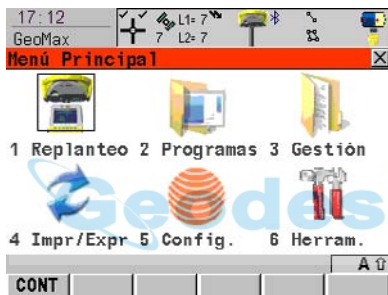 17:12
GeoMax
7 L1= 7
L2= 7
Menú Principal
1 Replanteo 2 Programas 3 Gestión
4 Impr/Expr 5 Config. 6 Herram.
Geodes
A
CONT